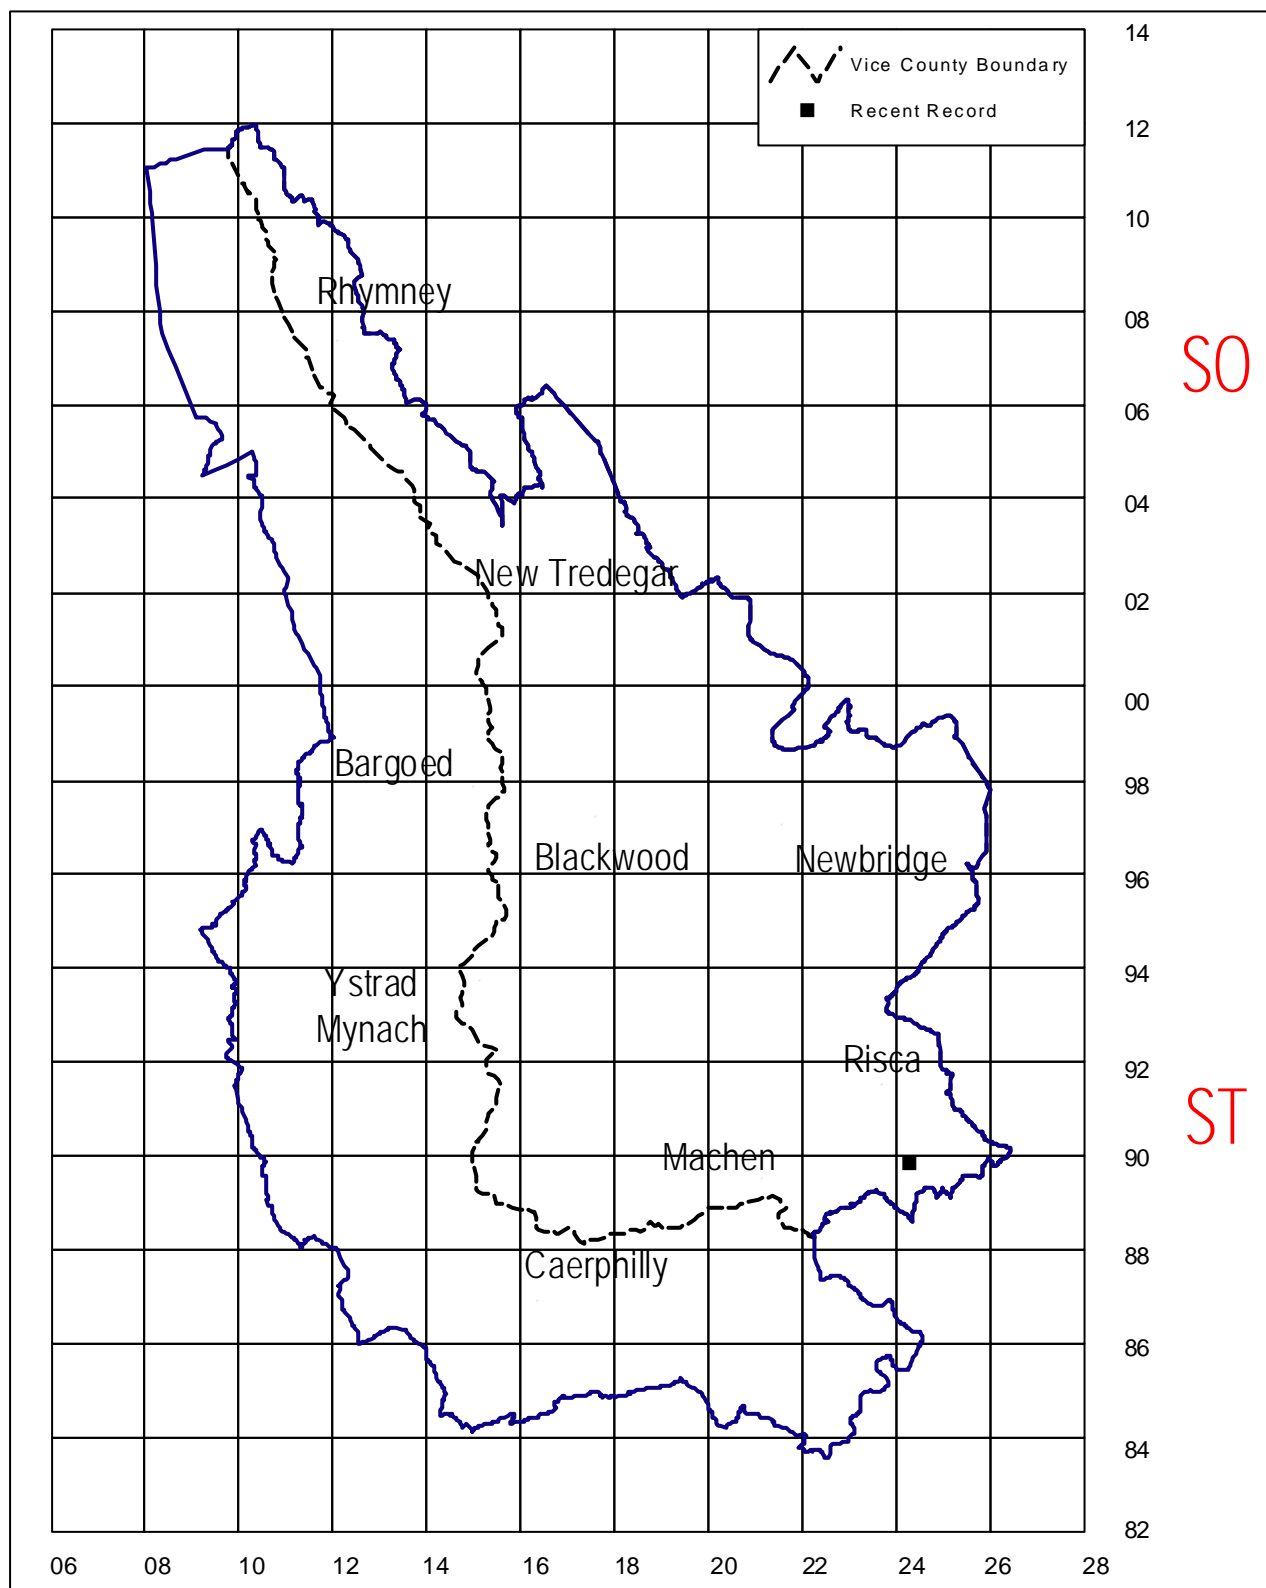 14
Vice County Boundary
Recent Record
12
10
Rhymney
08
SO
06
04
New Tredegar
02
00
Bargoed
98
Blackwood
Newbridge
96
Ystrad
Mynach
94
Risca
92
ST
Machen
90
Caerphilly
88
86
84
82
06 08 10 12 14 16 18 20 22 24 26 28